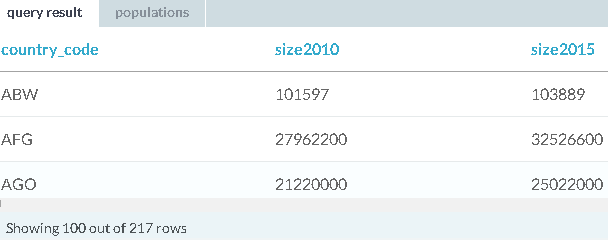 query result populations
country_code size2010 size2015
ABW 101597 103889
AFG 27962200 32526600
AGO 21220000 25022000
Showing 100 out of 217 rows